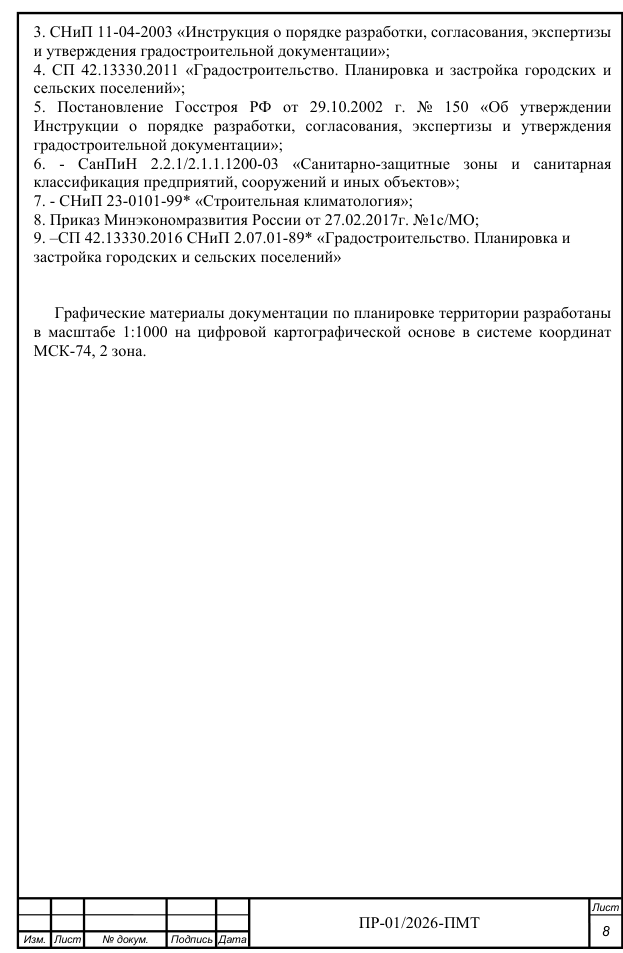 3. СНиП 11-04-2003 «Инструкция о порядке разработки, согласования, экспертизы
и утверждения градостроительной документации»;
4. СП 42.13330.2011 «Градостроительство. Планировка и застройка городских и
сельских поселений»;
5. Постановление Госстроя РФ от 29.10.2002 г. № 150 «Об утверждении
Инструкции о порядке разработки, согласования, экспертизы и утверждения
градостроительной документации»;
6. - СанПиН 2.2.1/2.1.1.1200-03 «Санитарно-защитные зоны и санитарная
классификация предприятий, сооружений и иных объектов»;
7. - СНиП 23-0101-99* «Строительная климатология»;
8. Приказ Минэкономразвития России от 27.02.2017г. №1с/МО;
9. –СП 42.13330.2016 СНиП 2.07.01-89* «Градостроительство. Планировка и
застройка городских и сельских поселений»
Графические материалы документации по планировке территории разработаны
в масштабе 1:1000 на цифровой картографической основе в системе координат
МСК-74, 2 зона.
ПР-01/2026-ПМТ
Лист
8
Изм. Лист № докум. Подпись Дата